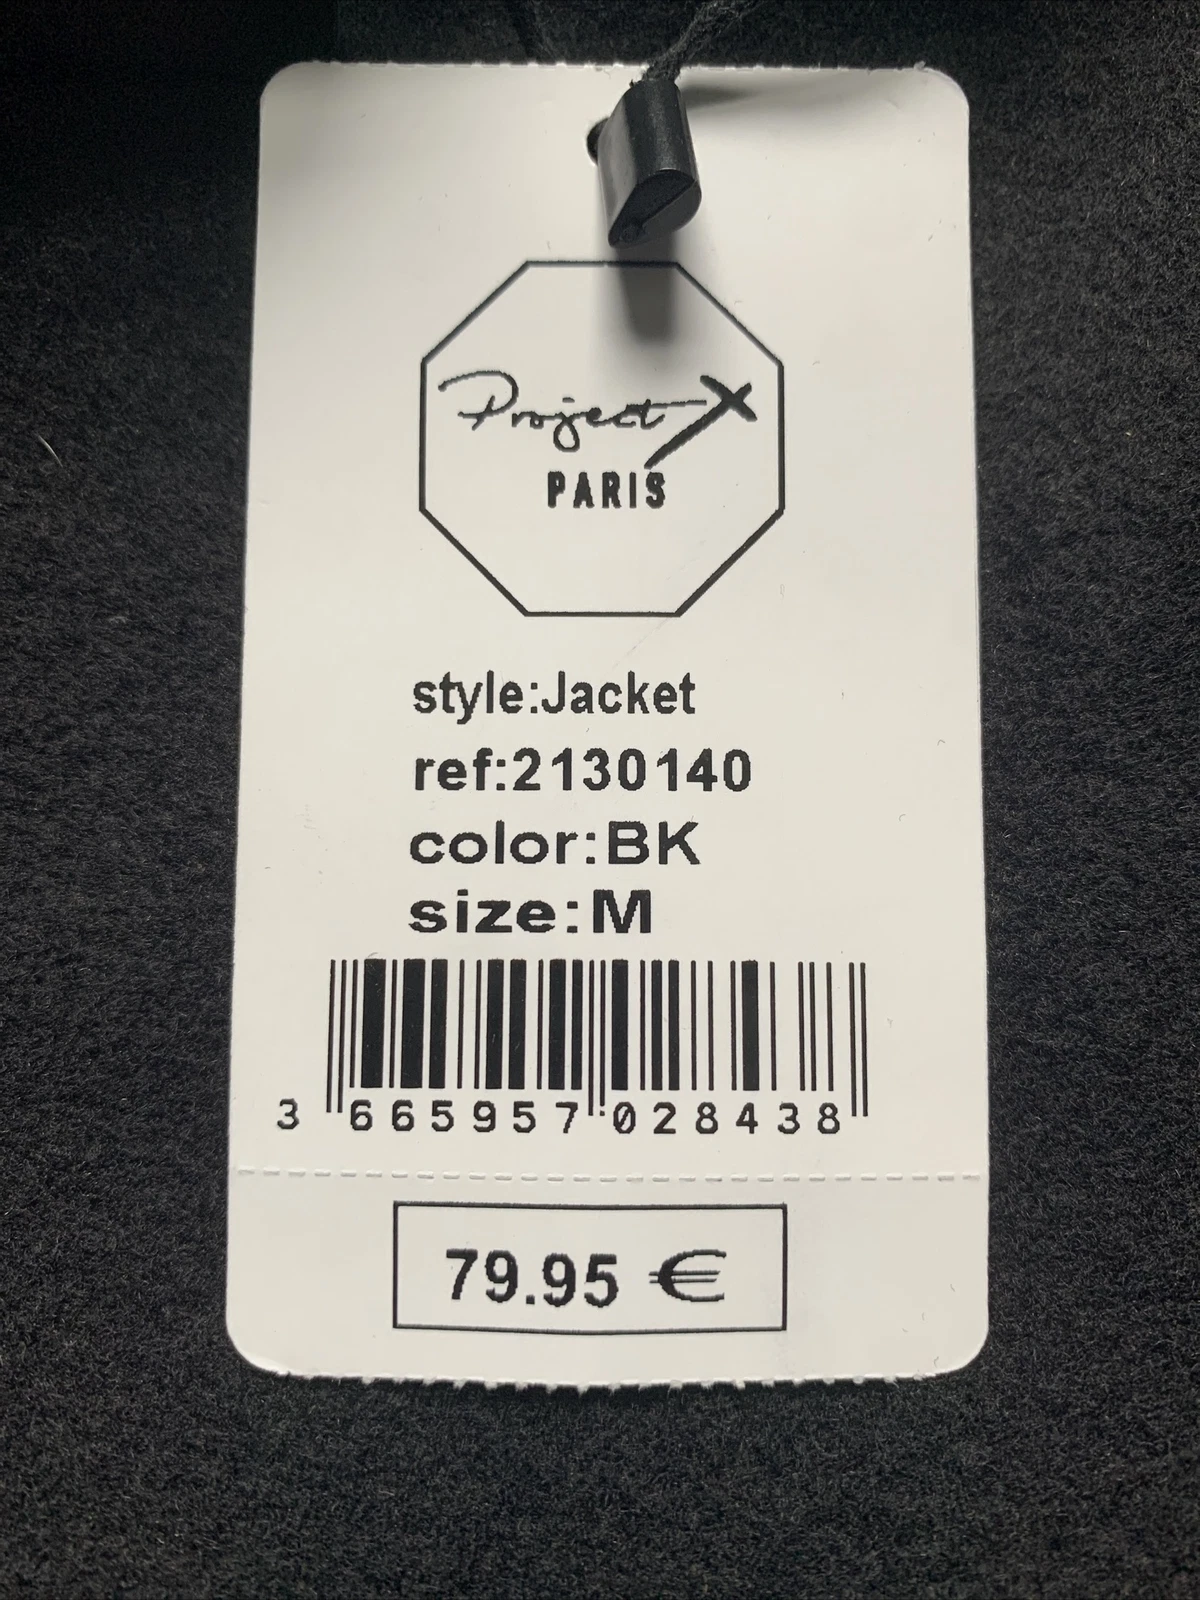 Project X
PARIS
style:Jacket
ref:2130140
color:BK
size:M
3 665957 028438
79.95 €